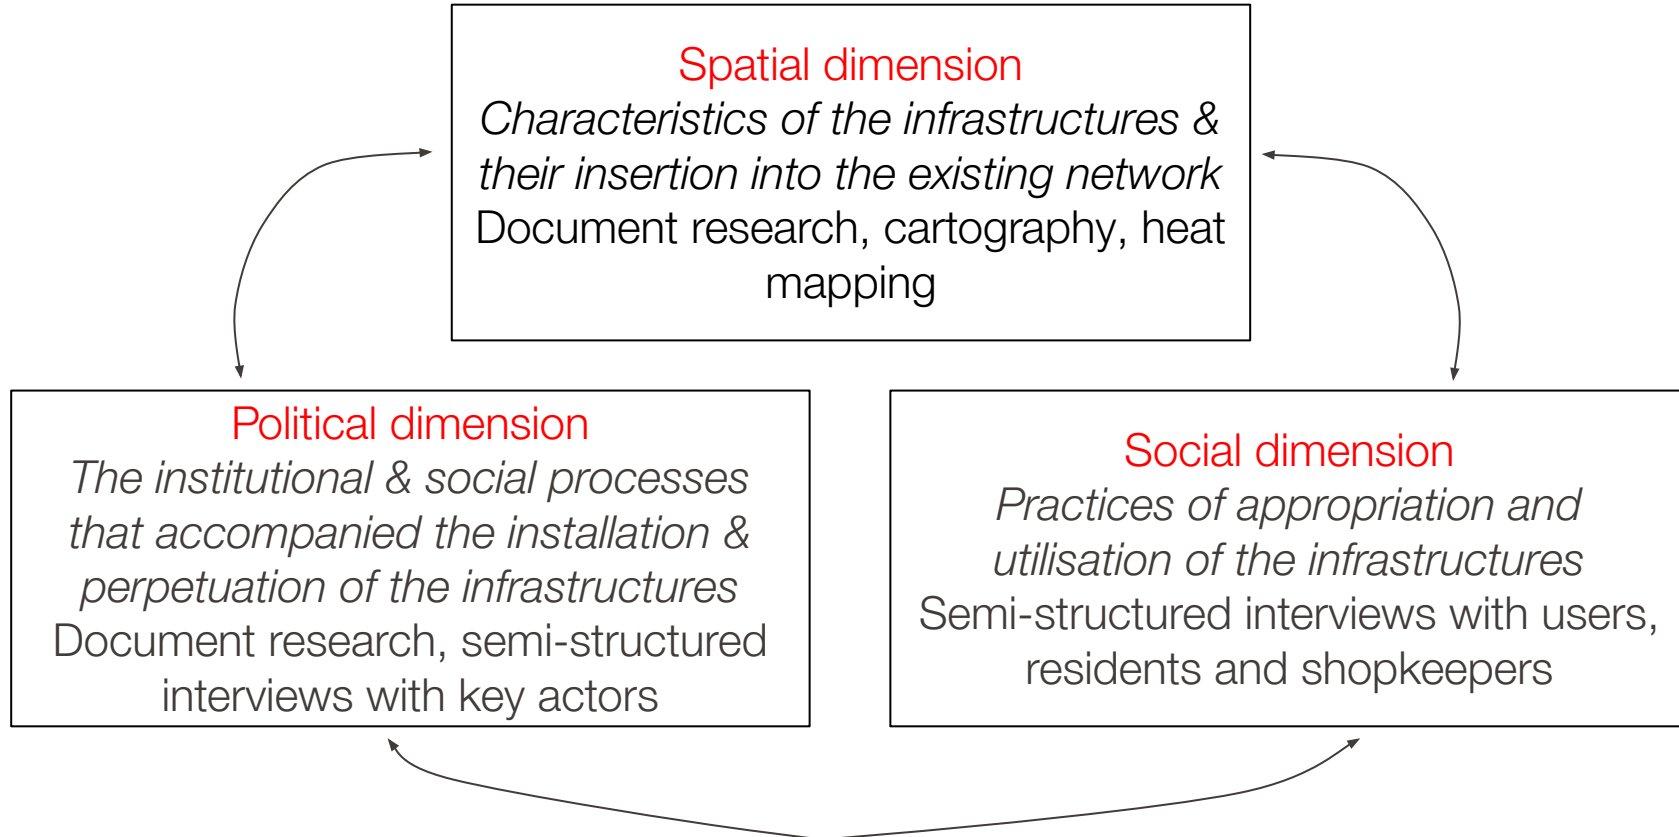 Spatial dimension
Characteristics of the infrastructures &
their insertion into the existing network
Document research, cartography, heat
mapping
Political dimension
The institutional & social processes
that accompanied the installation &
perpetuation of the infrastructures
Document research, semi-structured
interviews with key actors
Social dimension
Practices of appropriation and
utilisation of the infrastructures
Semi-structured interviews with users,
residents and shopkeepers